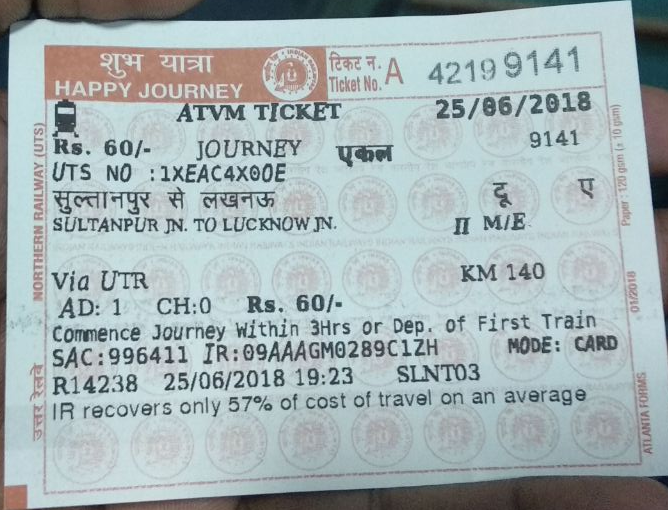 शुभ यात्रा
HAPPY JOURNEY
टिकट न.
Ticket No. A 42199141
ATVM TICKET 25/06/2018
Rs. 60/- JOURNEY एकल 9141
UTS NO :1XEAC4X00E
सुल्तानपुर से लखनऊ दू ए
SULTANPUR JN. TO LUCKNOW JN. II M/E
Via UTR KM 140
AD: 1 CH:0 Rs. 60/-
Commence Journey Within 3Hrs or Dep. of First Train
SAC:996411 IR:09AAAGM0289C1ZH MODE: CARD
R14238 25/06/2018 19:23 SLNT03
IR recovers only 57% of cost of travel on an average
NORTHERN RAILWAY (UTS)
उत्तर रेलवे
Paper : 120 gsm (± 10 gsm)
01/2018
ATLANTA FORMS